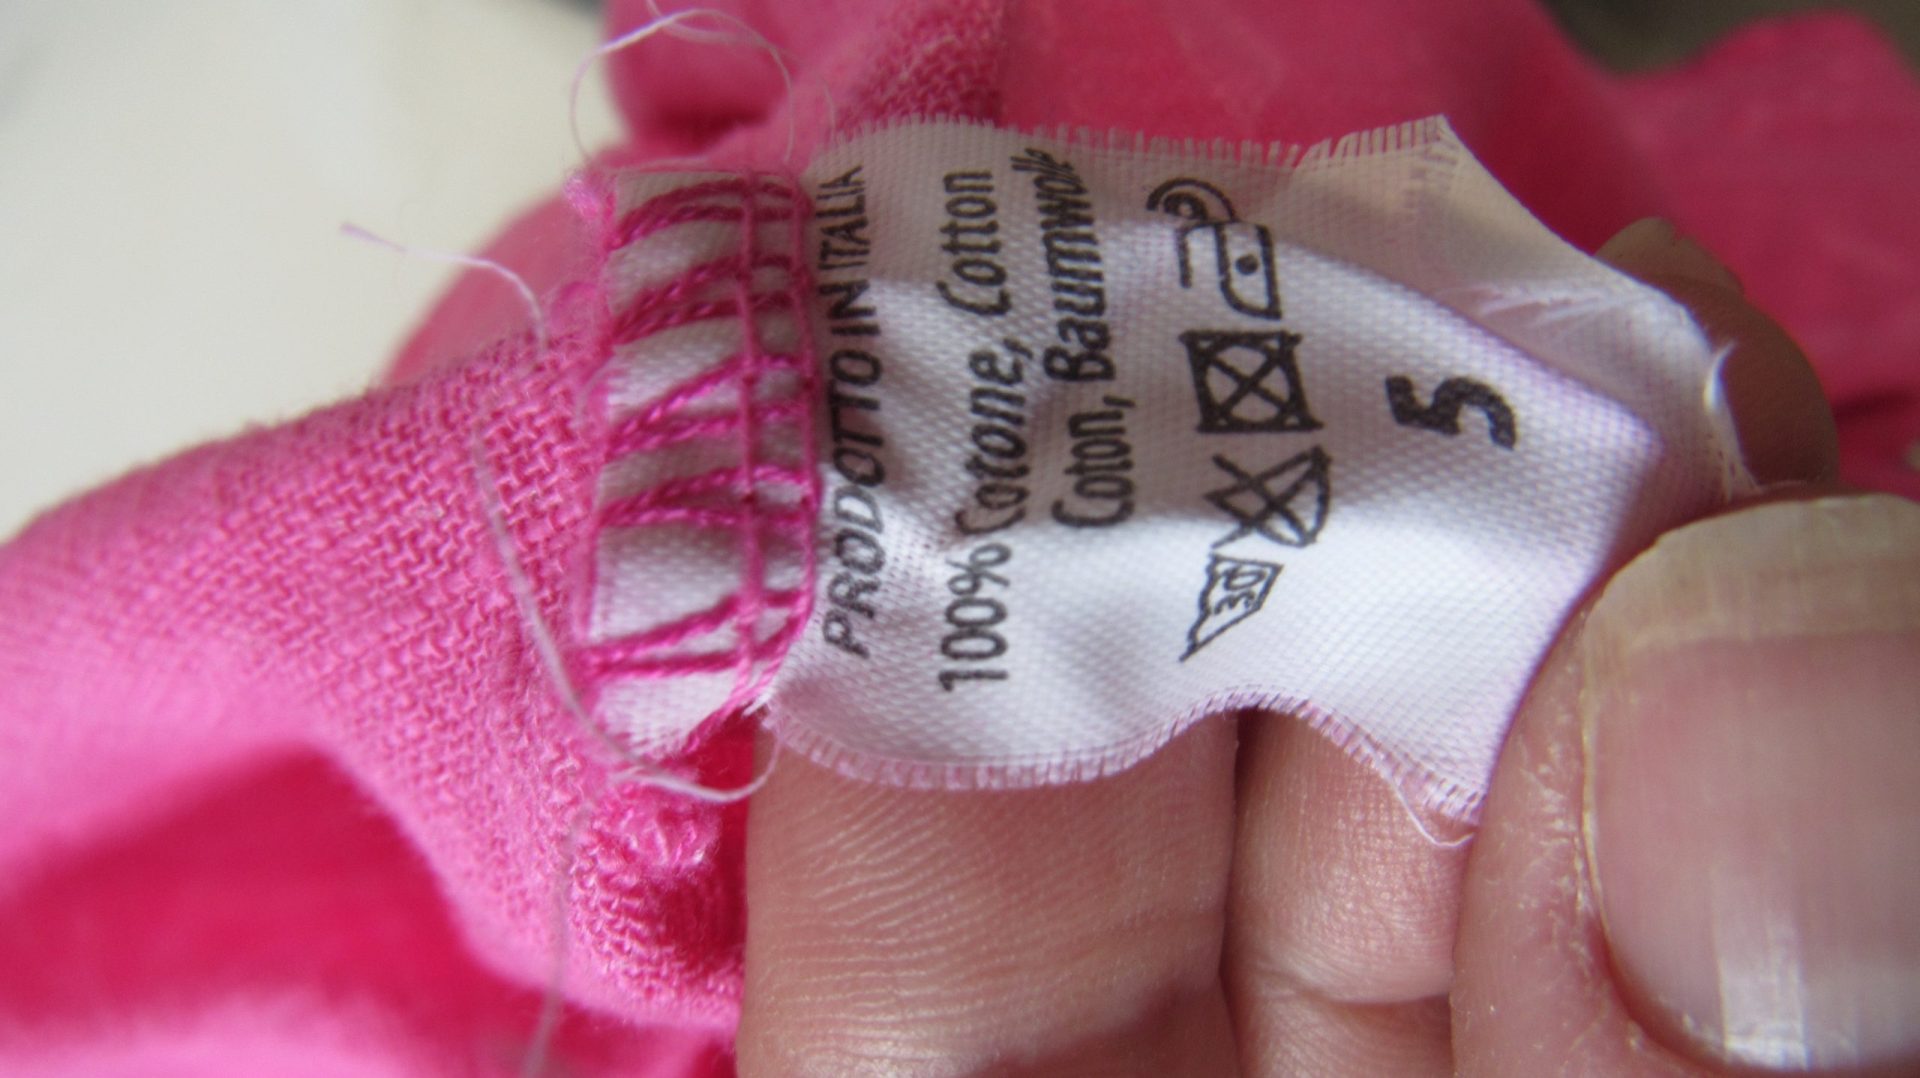 PRODOTTO IN ITALIA
100% Cotone, Cotton
Coton, Baumwolle
30
5